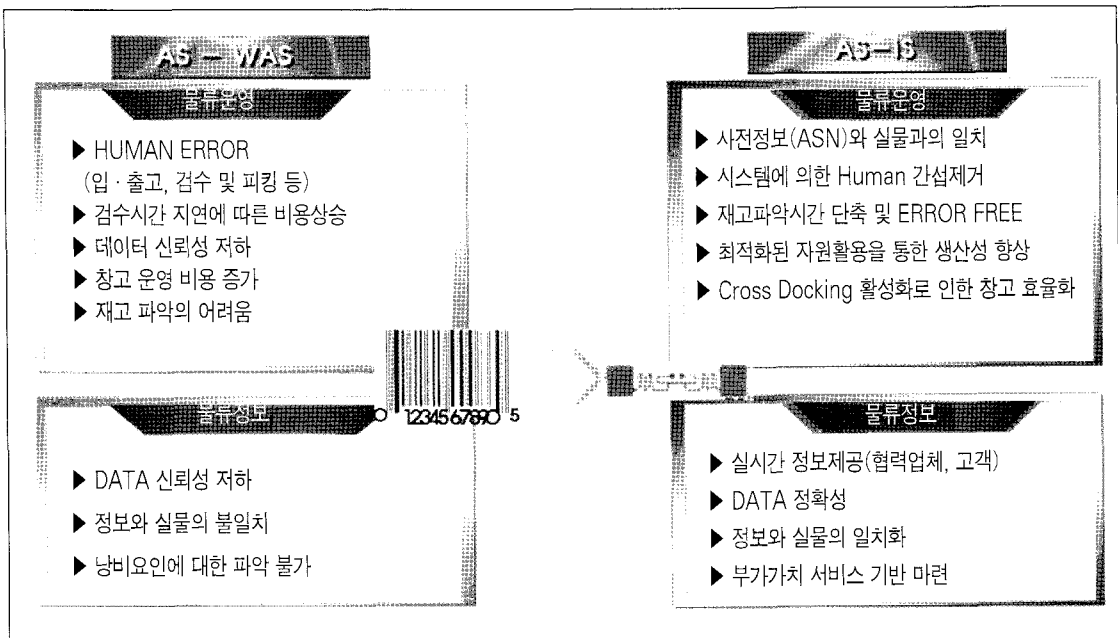 AS - WAS
물류운영
▶ HUMAN ERROR
(입 · 출고, 검수 및 피킹 등)
▶ 검수시간 지연에 따른 비용상승
▶ 데이터 신뢰성 저하
▶ 창고 운영 비용 증가
▶ 재고 파악의 어려움
0 12345 67890 5
물류정보
▶ DATA 신뢰성 저하
▶ 정보와 실물의 불일치
▶ 낭비요인에 대한 파악 불가
AS-IS
물류운영
▶ 사전정보(ASN)와 실물과의 일치
▶ 시스템에 의한 Human 간섭제거
▶ 재고파악시간 단축 및 ERROR FREE
▶ 최적화된 자원활용을 통한 생산성 향상
▶ Cross Docking 활성화로 인한 창고 효율화
물류정보
▶ 실시간 정보제공(협력업체, 고객)
▶ DATA 정확성
▶ 정보와 실물의 일치화
▶ 부가가치 서비스 기반 마련